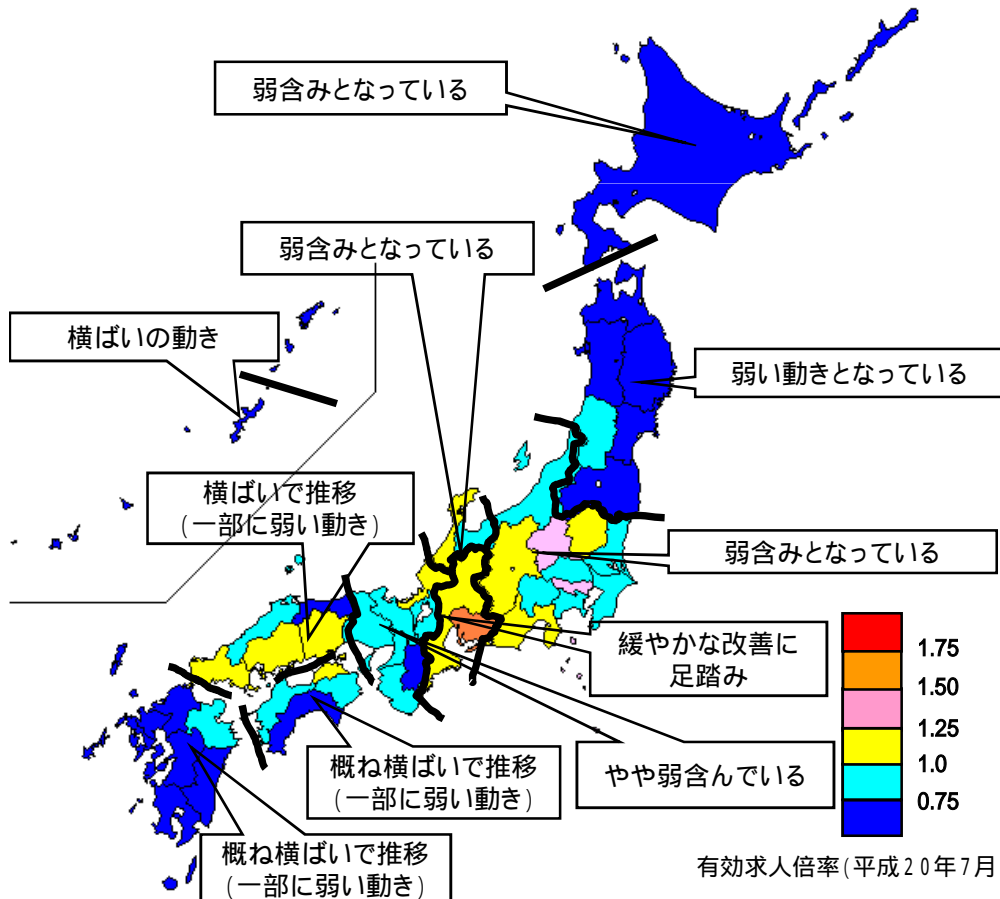 弱含みとなっている
弱含みとなっている
横ばいの動き
弱い動きとなっている
横ばいで推移
(一部に弱い動き)
弱含みとなっている
緩やかな改善に
足踏み
やや弱含んでいる
概ね横ばいで推移
(一部に弱い動き)
概ね横ばいで推移
(一部に弱い動き)
1.75
1.50
1.25
1.0
0.75
有効求人倍率(平成20年7月